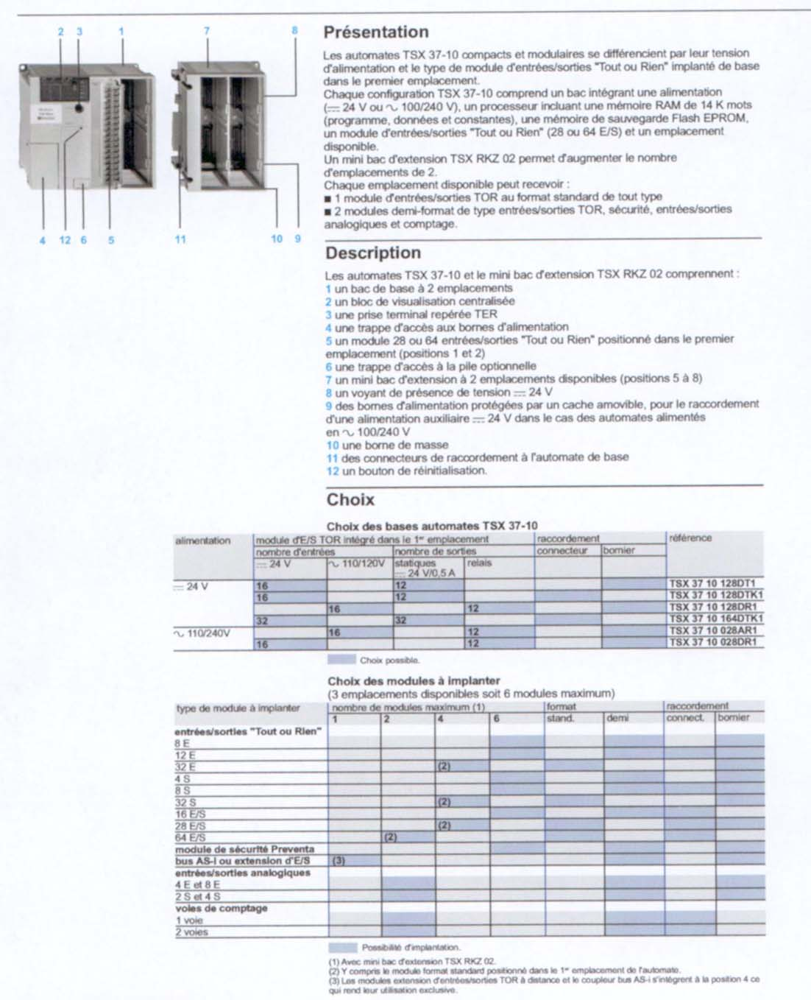 2 3 1 7 8
4 12 6 5 11 10 9
Présentation
Les automates TSX 37-10 compacts et modulaires se différencient par leur tension
d'alimentation et le type de module d'entrées/sorties "Tout ou Rien" implanté de base
dans le premier emplacement.
Chaque configuration TSX 37-10 comprend un bac intégrant une alimentation
(⎓ 24 V ou ∿ 100/240 V), un processeur incluant une mémoire RAM de 14 K mots
(programme, données et constantes), une mémoire de sauvegarde Flash EPROM,
un module d'entrées/sorties "Tout ou Rien" (28 ou 64 E/S) et un emplacement
disponible.
Un mini bac d'extension TSX RKZ 02 permet d'augmenter le nombre
d'emplacements de 2.
Chaque emplacement disponible peut recevoir :
■ 1 module d'entrées/sorties TOR au format standard de tout type
■ 2 modules demi-format de type entrées/sorties TOR, sécurité, entrées/sorties
analogiques et comptage.
Description
Les automates TSX 37-10 et le mini bac d'extension TSX RKZ 02 comprennent :
1 un bac de base à 2 emplacements
2 un bloc de visualisation centralisée
3 une prise terminal repérée TER
4 une trappe d'accès aux bornes d'alimentation
5 un module 28 ou 64 entrées/sorties "Tout ou Rien" positionné dans le premier
emplacement (positions 1 et 2)
6 une trappe d'accès à la pile optionnelle
7 un mini bac d'extension à 2 emplacements disponibles (positions 5 à 8)
8 un voyant de présence de tension ⎓ 24 V
9 des bornes d'alimentation protégées par un cache amovible, pour le raccordement
d'une alimentation auxiliaire ⎓ 24 V dans le cas des automates alimentés
en ∿ 100/240 V
10 une borne de masse
11 des connecteurs de raccordement à l'automate de base
12 un bouton de réinitialisation.
Choix
Choix des bases automates TSX 37-10
alimentation module d'E/S TOR intégré dans le 1er emplacement raccordement référence
nombre d'entrées nombre de sorties connecteur bornier
⎓ 24 V ∿ 110/120V statiques relais
⎓ 24 V/0,5 A
⎓ 24 V 16 12 TSX 37 10 128DT1
16 12 TSX 37 10 128DTK1
16 12 TSX 37 10 128DR1
32 32 TSX 37 10 164DTK1
∿ 110/240V 16 12 TSX 37 10 028AR1
16 12 TSX 37 10 028DR1
Choix possible.
Choix des modules à implanter
(3 emplacements disponibles soit 6 modules maximum)
type de module à implanter nombre de modules maximum (1) format raccordement
1 2 4 6 stand. demi connect. bornier
entrées/sorties "Tout ou Rien"
8 E
12 E
32 E (2)
4 S
8 S
32 S (2)
16 E/S
28 E/S (2)
64 E/S (2)
module de sécurité Preventa
bus AS-i ou extension d'E/S (3)
entrées/sorties analogiques
4 E et 8 E
2 S et 4 S
voies de comptage
1 voie
2 voies
Possibilité d'implantation.
(1) Avec mini bac d'extension TSX RKZ 02.
(2) Y compris le module format standard positionné dans le 1er emplacement de l'automate.
(3) Les modules extension d'entrées/sorties TOR à distance et le coupleur bus AS-i s'intègrent à la position 4 ce
qui rend leur utilisation exclusive.